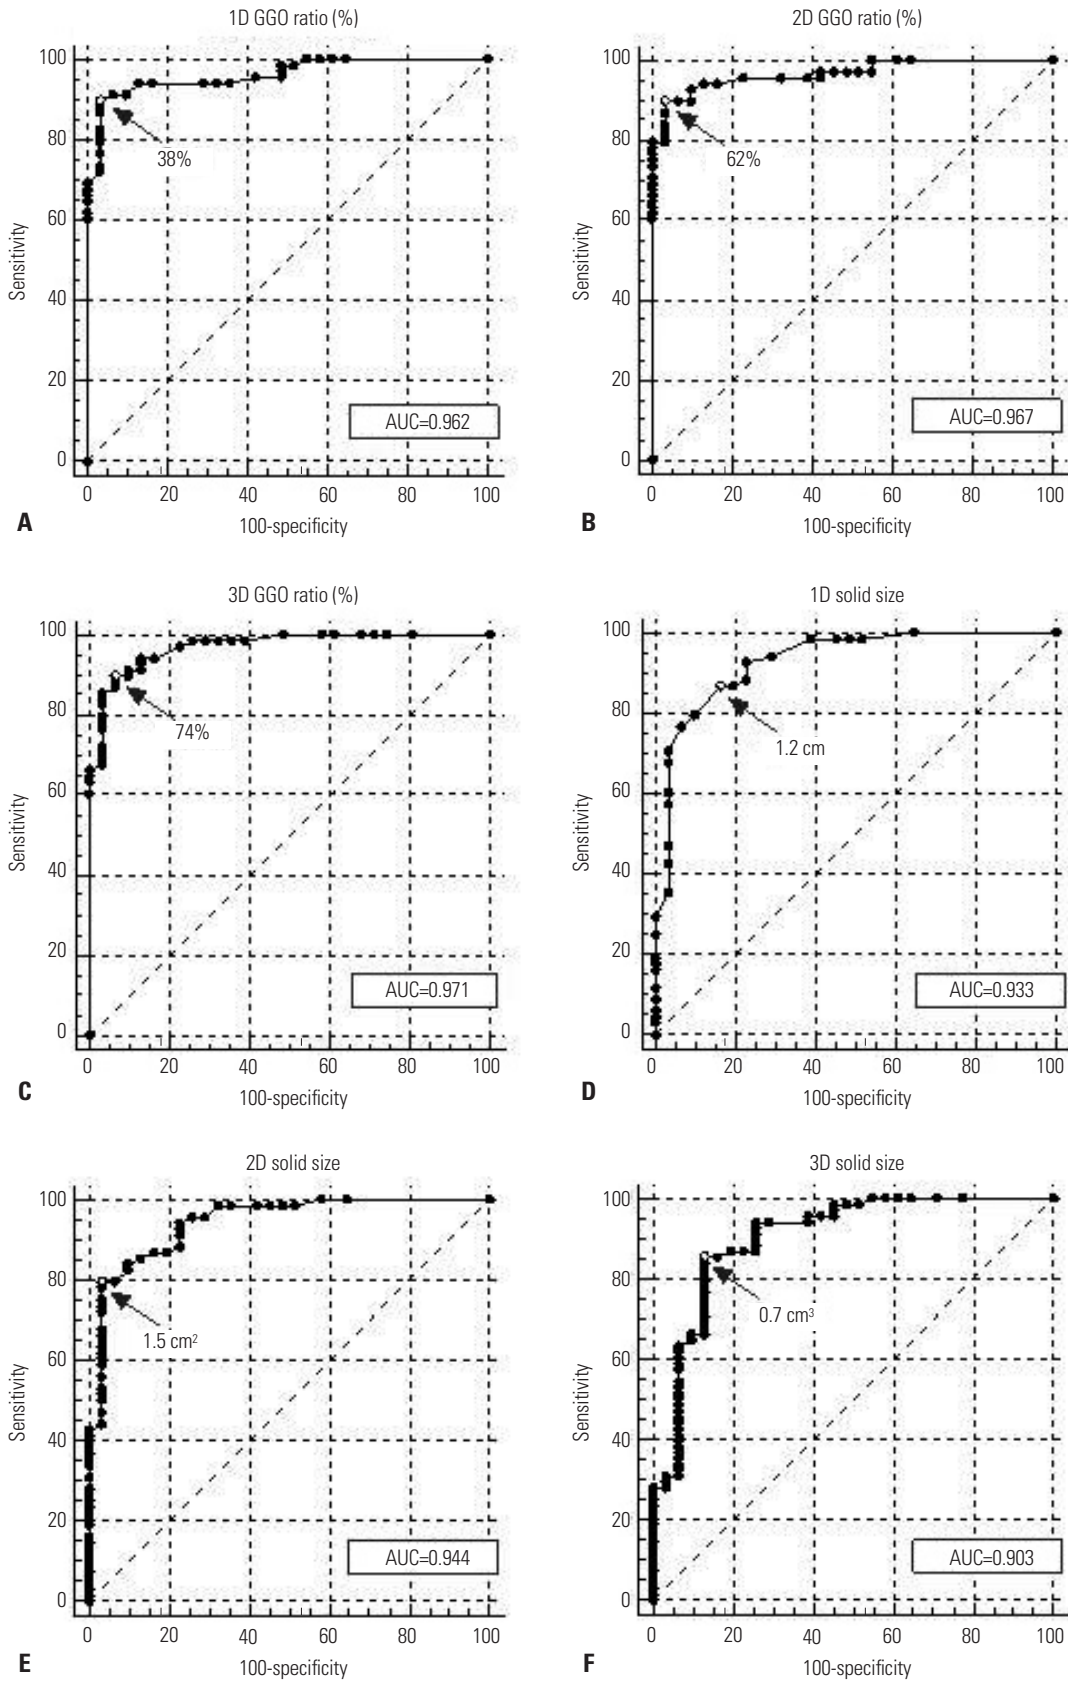 1D GGO ratio (%)
100
80
60
40
20
0
Sensitivity
38%
AUC=0.962
0 20 40 60 80 100
100-specificity
A
2D GGO ratio (%)
100
80
60
40
20
0
Sensitivity
62%
AUC=0.967
0 20 40 60 80 100
100-specificity
B
3D GGO ratio (%)
100
80
60
40
20
0
Sensitivity
74%
AUC=0.971
0 20 40 60 80 100
100-specificity
C
1D solid size
100
80
60
40
20
0
Sensitivity
1.2 cm
AUC=0.933
0 20 40 60 80 100
100-specificity
D
2D solid size
100
80
60
40
20
0
Sensitivity
1.5 cm²
AUC=0.944
0 20 40 60 80 100
100-specificity
E
3D solid size
100
80
60
40
20
0
Sensitivity
0.7 cm³
AUC=0.903
0 20 40 60 80 100
100-specificity
F